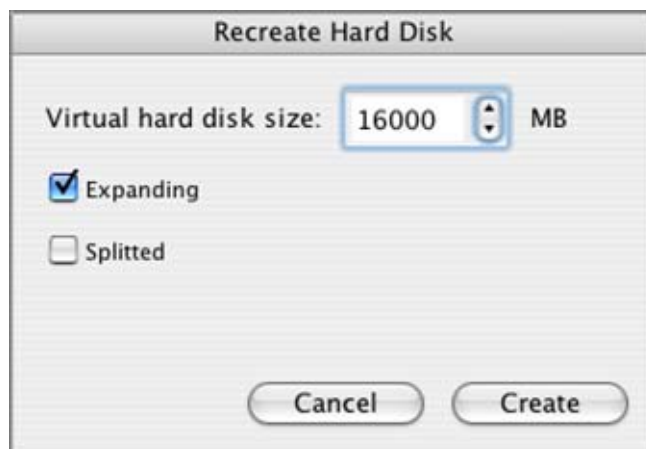 Recreate Hard Disk
Virtual hard disk size: 16000 MB
Expanding
Splitted
Cancel Create